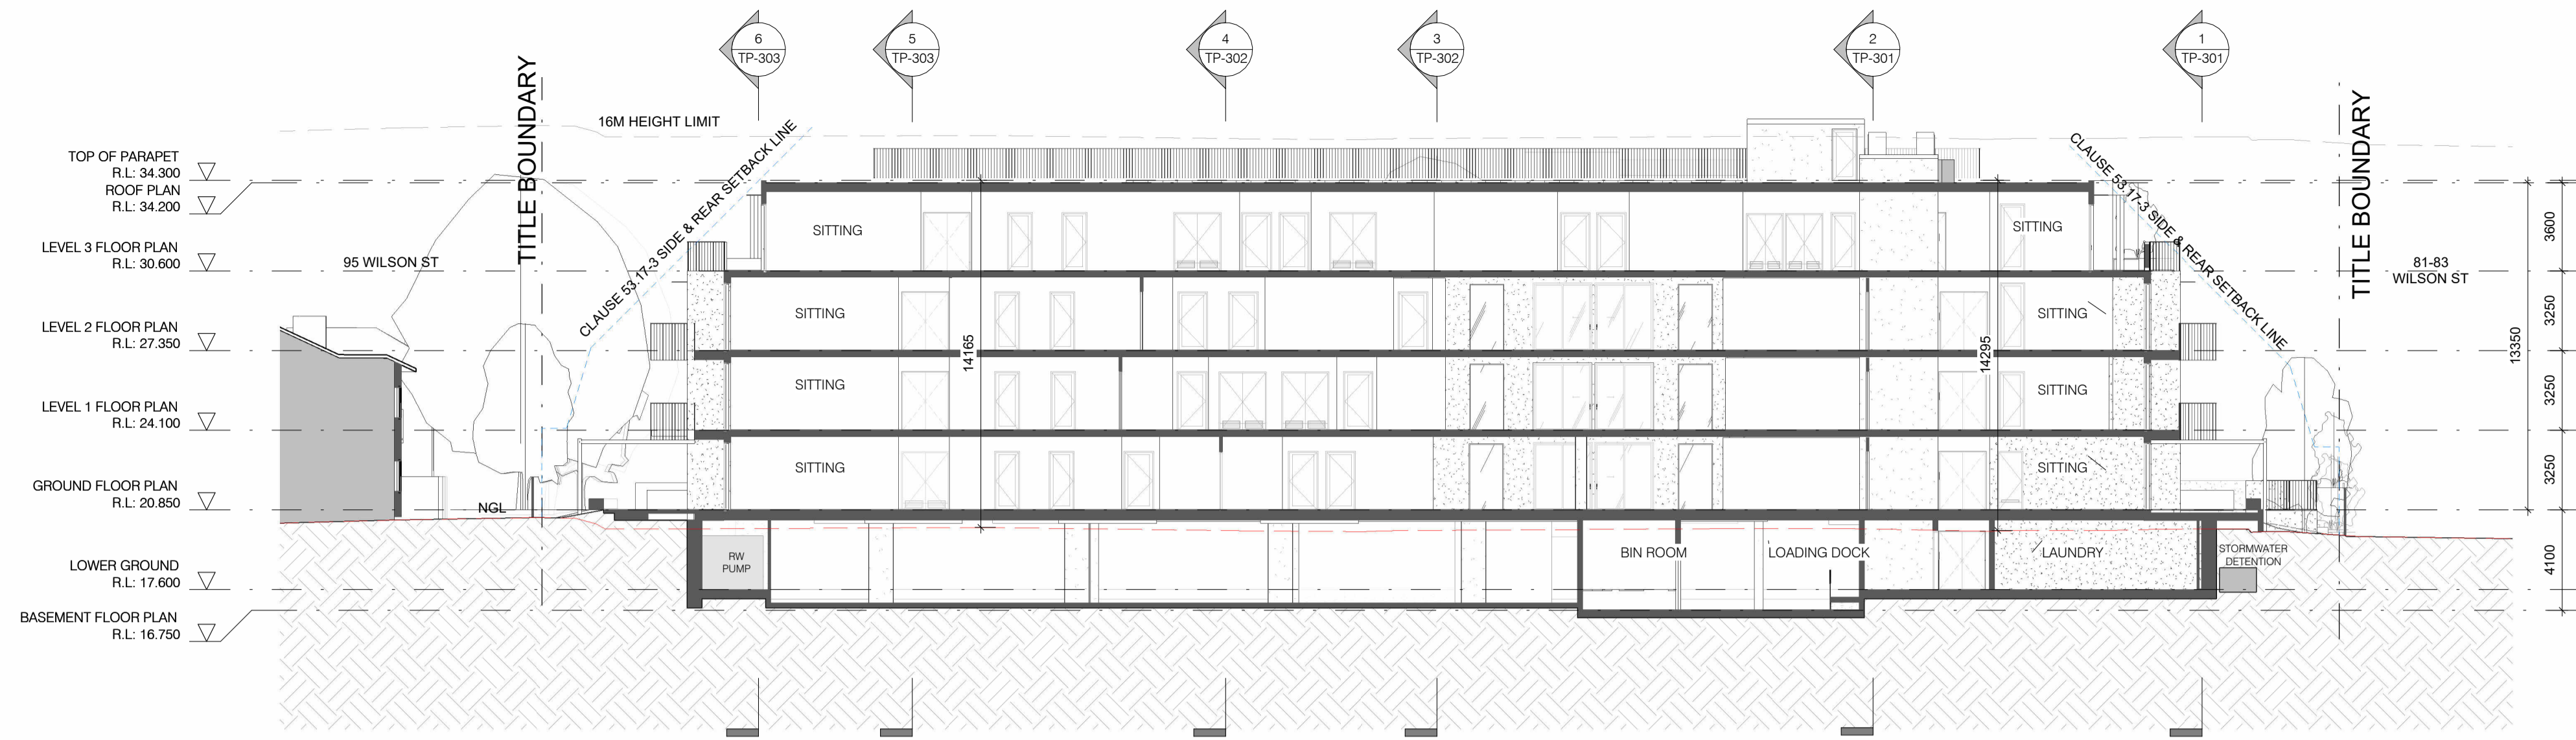 6
TP-303
5
TP-303
4
TP-302
3
TP-302
2
TP-301
1
TP-301
TITLE BOUNDARY
16M HEIGHT LIMIT
CLAUSE 53.17-3 SIDE & REAR SETBACK LINE
CLAUSE 53.17-3 SIDE & REAR SETBACK LINE
TITLE BOUNDARY
TOP OF PARAPET
R.L: 34.300
ROOF PLAN
R.L: 34.200
LEVEL 3 FLOOR PLAN
R.L: 30.600
LEVEL 2 FLOOR PLAN
R.L: 27.350
LEVEL 1 FLOOR PLAN
R.L: 24.100
GROUND FLOOR PLAN
R.L: 20.850
LOWER GROUND
R.L: 17.600
BASEMENT FLOOR PLAN
R.L: 16.750
95 WILSON ST
NGL
SITTING
SITTING
SITTING
SITTING
SITTING
SITTING
SITTING
SITTING
14165
14295
RW
PUMP
BIN ROOM
LOADING DOCK
LAUNDRY
STORMWATER
DETENTION
81-83
WILSON ST
13350
3600
3250
3250
3250
4100